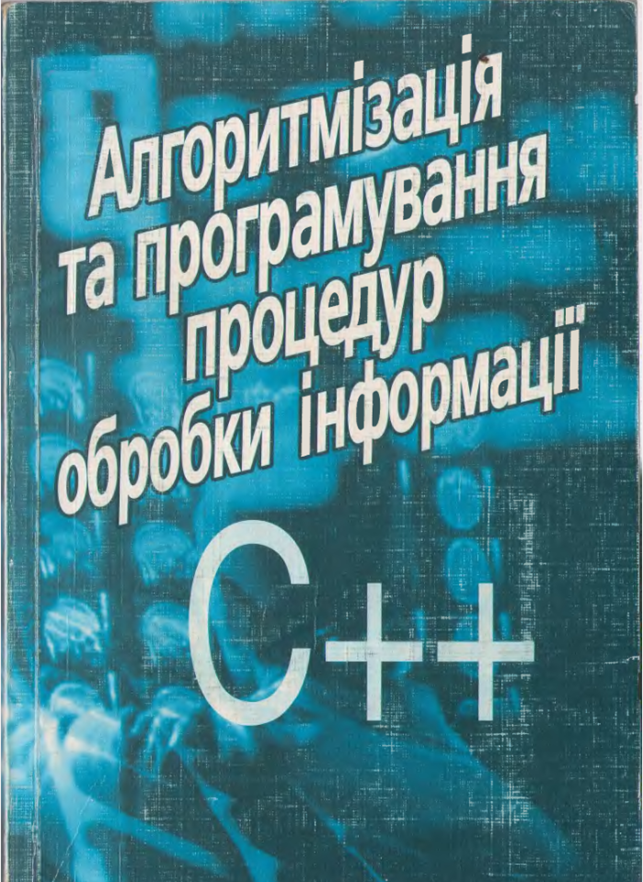 Алгоритмізація
та програмування
процедур
обробки інформації
C++